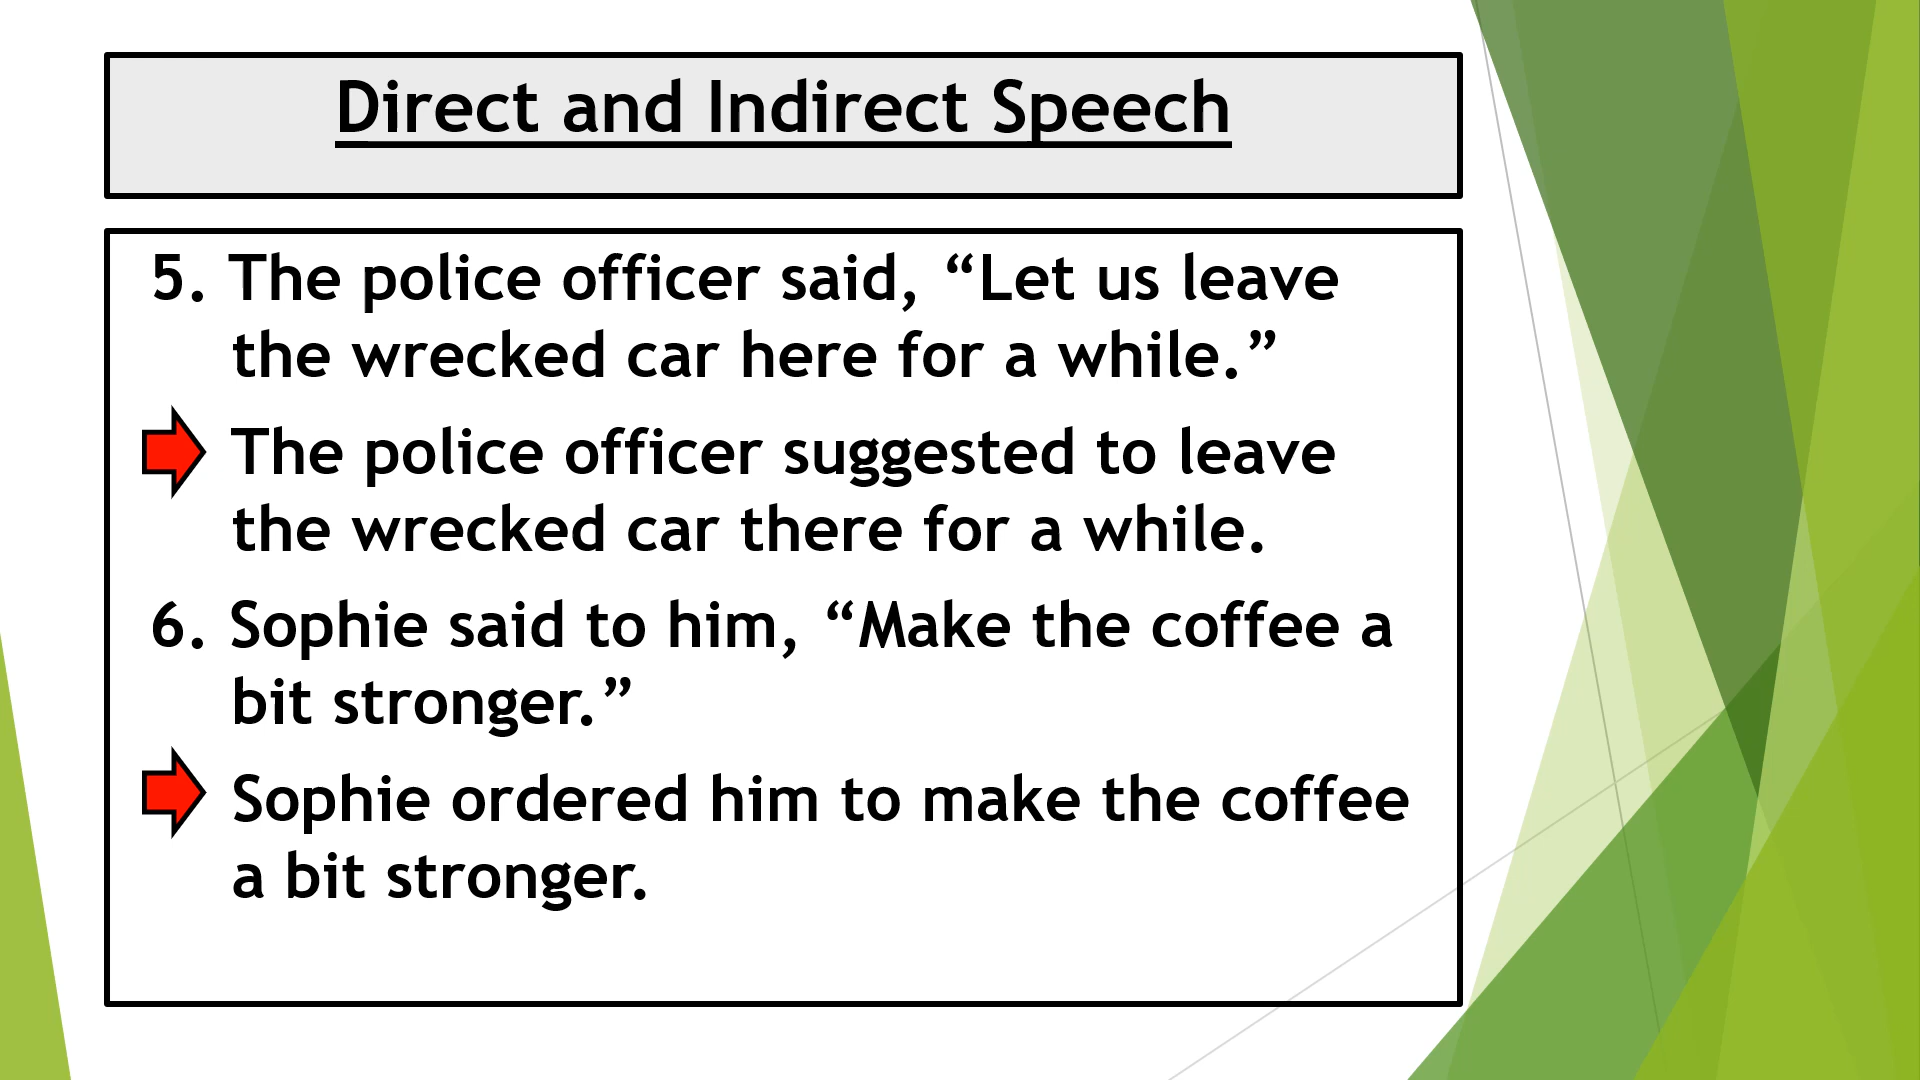 Direct and Indirect Speech
5. The police officer said, “Let us leave
the wrecked car here for a while.”
The police officer suggested to leave
the wrecked car there for a while.
6. Sophie said to him, “Make the coffee a
bit stronger.”
Sophie ordered him to make the coffee
a bit stronger.